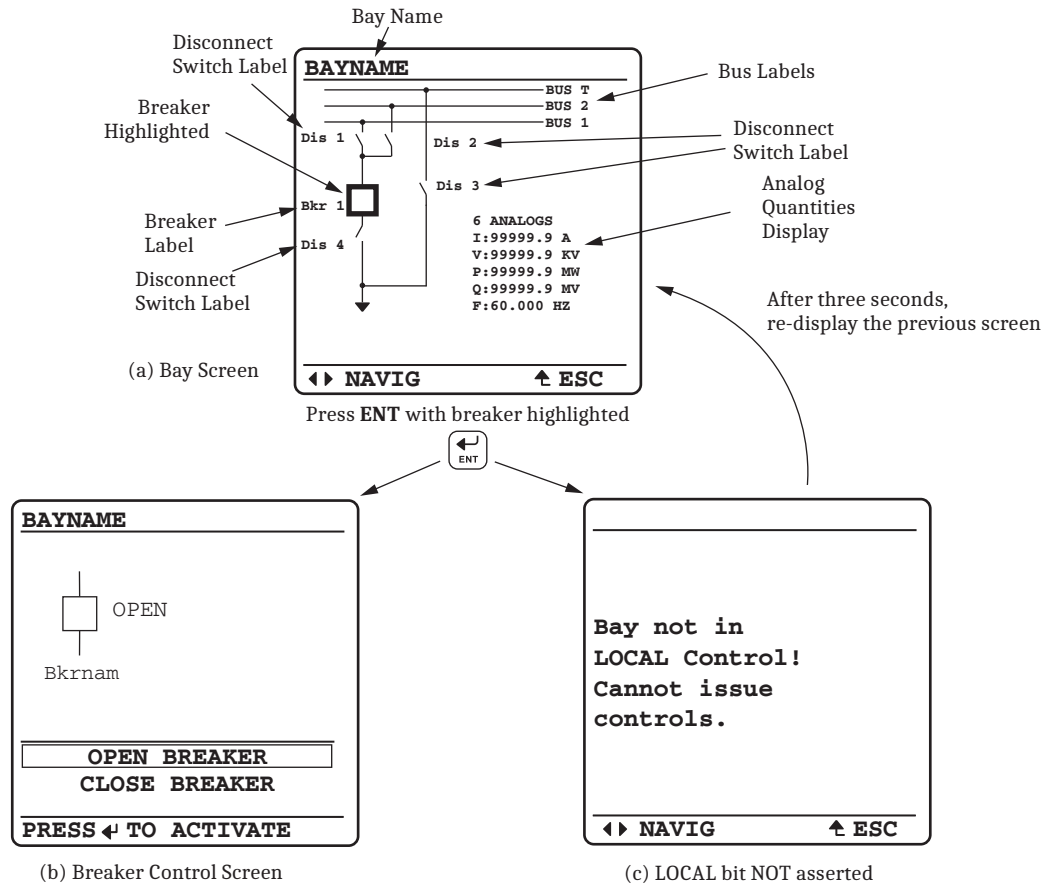 Bay Name
Disconnect
Switch Label
BAYNAME
BUS T
BUS 2
BUS 1
Bus Labels
Breaker
Highlighted
Dis 1
Dis 2
Disconnect
Switch Label
Dis 3
Analog
Quantities
Display
Bkr 1
Breaker
Label
6 ANALOGS
I:99999.9 A
V:99999.9 KV
P:99999.9 MW
Q:99999.9 MV
F:60.000 HZ
Dis 4
Disconnect
Switch Label
After three seconds,
re-display the previous screen
(a) Bay Screen
NAVIG ESC
Press ENT with breaker highlighted
ENT
BAYNAME
OPEN
Bkrnam
OPEN BREAKER
CLOSE BREAKER
PRESS TO ACTIVATE
(b) Breaker Control Screen
Bay not in
LOCAL Control!
Cannot issue
controls.
NAVIG ESC
(c) LOCAL bit NOT asserted